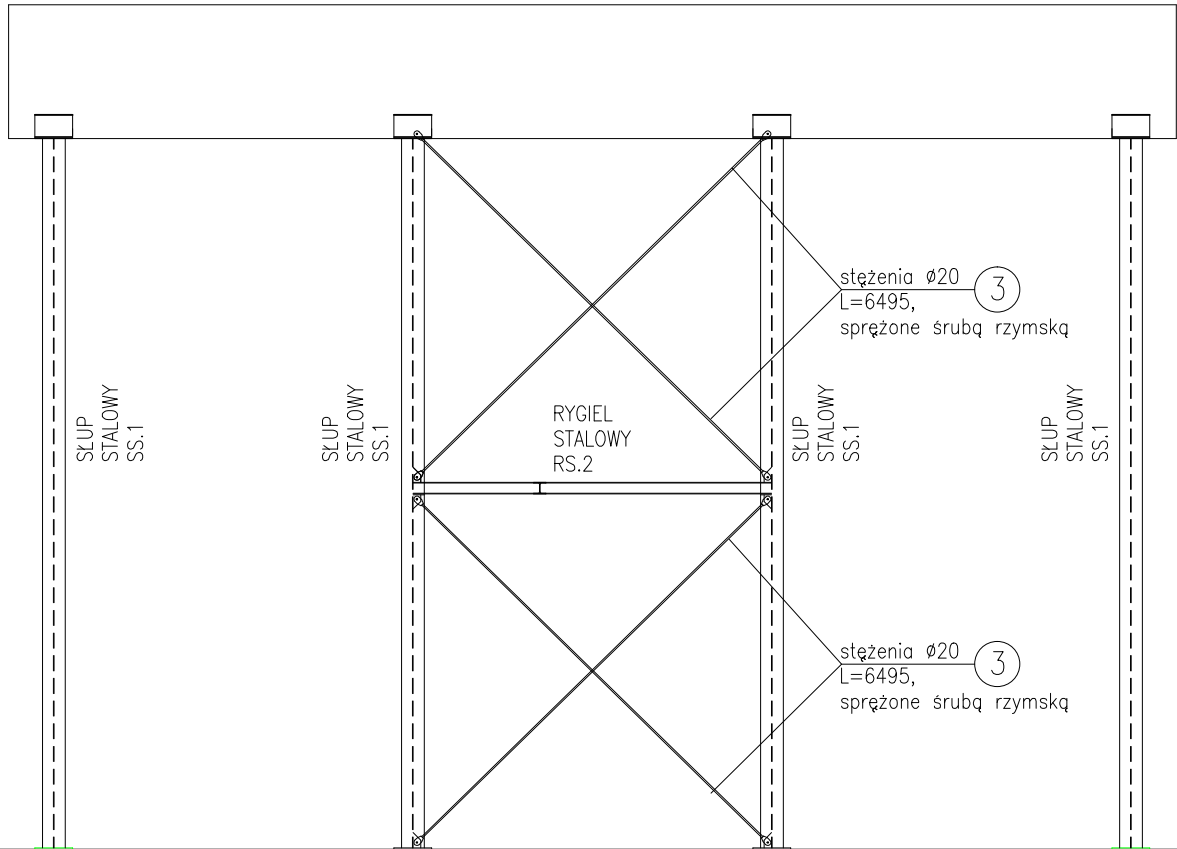 stężenia ø20
3
L=6495,
sprężone śrubą rzymską
SŁUP
STALOWY
SS.1
SŁUP
STALOWY
SS.1
RYGIEL
STALOWY
RS.2
SŁUP
STALOWY
SS.1
SŁUP
STALOWY
SS.1
stężenia ø20
3
L=6495,
sprężone śrubą rzymską